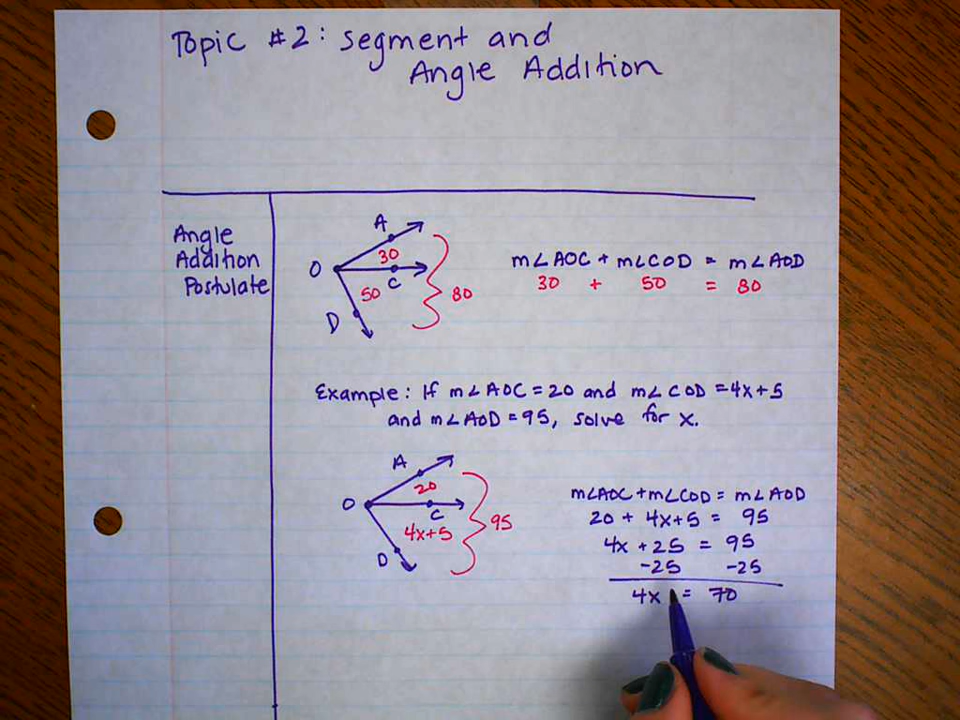 Topic #2: Segment and
Angle Addition
Angle
Addition
Postulate
A
30
O
C
50
D
80
m∠AOC + m∠COD = m∠AOD
30 + 50 = 80
Example: If m∠AOC = 20 and m∠COD = 4x+5
and m∠AOD = 95, solve for x.
A
20
O
C
4x+5
D
95
m∠AOC + m∠COD = m∠AOD
20 + 4x+5 = 95
4x + 25 = 95
-25 -25
4x = 70